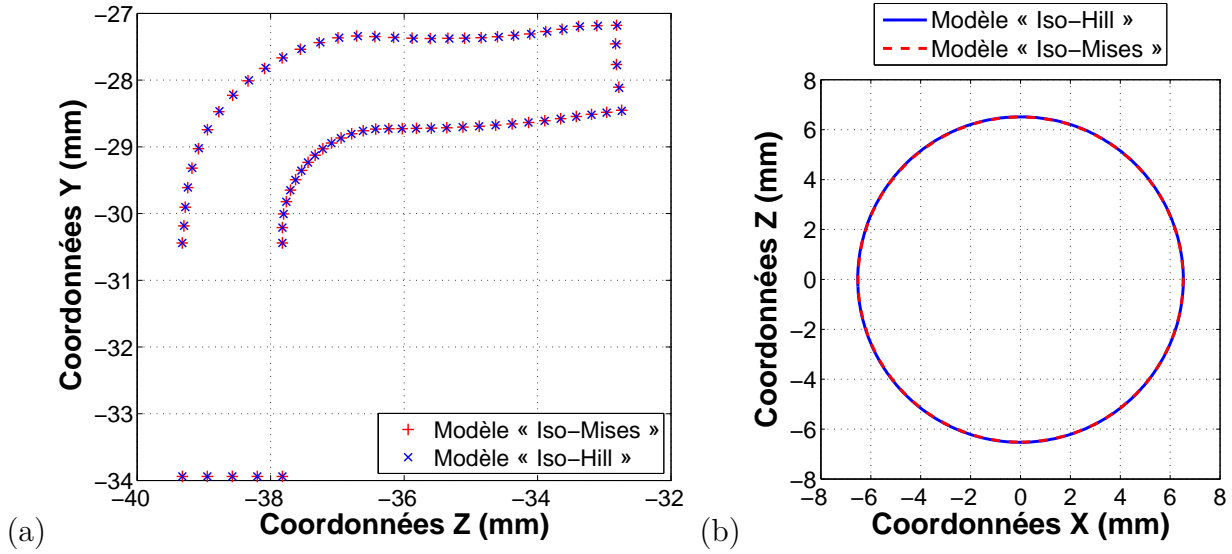 −27
−28
−29
−30
−31
−32
−33
−34
Coordonnées Y (mm)
−40
−38
−36
−34
−32
Coordonnées Z (mm)
+ Modèle « Iso−Mises »
× Modèle « Iso−Hill »
(a)
Modèle « Iso−Hill »
Modèle « Iso−Mises »
8
6
4
2
0
−2
−4
−6
−8
Coordonnées Z (mm)
−8 −6 −4 −2 0 2 4 6 8
Coordonnées X (mm)
(b)